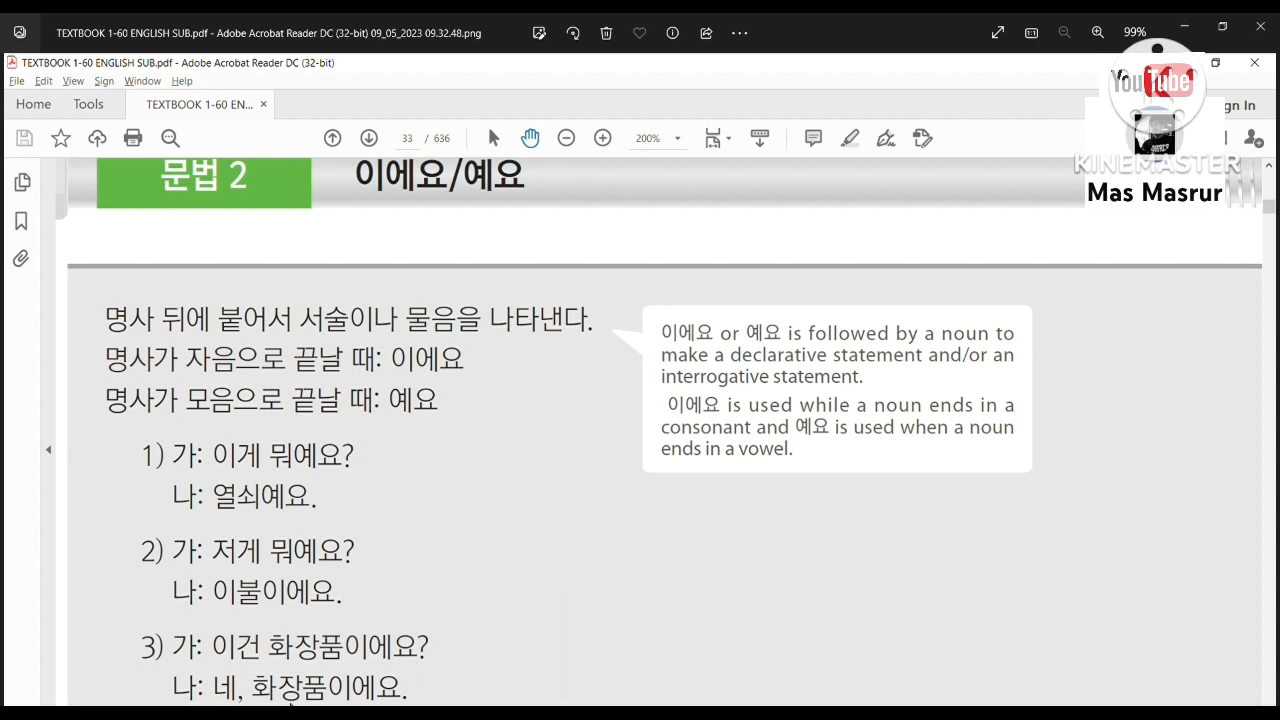 TEXTBOOK 1-60 ENGLISH SUB.pdf - Adobe Acrobat Reader DC (32-bit) 09_05_2023 09.32.48.png
99%
TEXTBOOK 1-60 ENGLISH SUB.pdf - Adobe Acrobat Reader DC (32-bit)
File Edit View Sign Window Help
YouTube
Home Tools TEXTBOOK 1-60 EN... × gn In
33 / 636 200%
KINEMASTER
Mas Masrur
문법 2 이에요/예요
명사 뒤에 붙어서 서술이나 물음을 나타낸다.
명사가 자음으로 끝날 때: 이에요
명사가 모음으로 끝날 때: 예요
이에요 or 예요 is followed by a noun to
make a declarative statement and/or an
interrogative statement.
이에요 is used while a noun ends in a
consonant and 예요 is used when a noun
ends in a vowel.
1) 가: 이게 뭐예요?
나: 열쇠예요.
2) 가: 저게 뭐예요?
나: 이불이에요.
3) 가: 이건 화장품이에요?
나: 네, 화장품이에요.